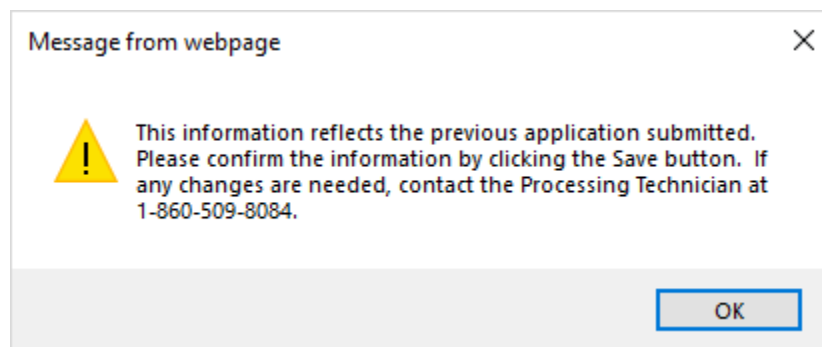 Message from webpage
This information reflects the previous application submitted.
Please confirm the information by clicking the Save button.  If
any changes are needed, contact the Processing Technician at
1-860-509-8084.
OK